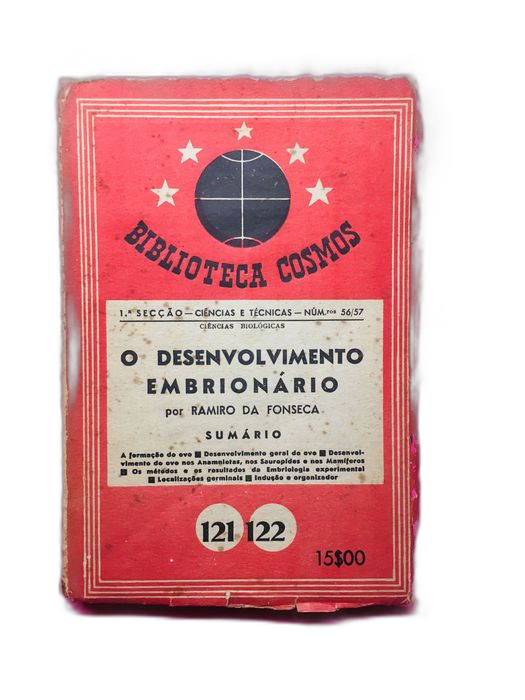 BIBLIOTECA COSMOS
1.ª SECÇÃO — CIÊNCIAS E TÉCNICAS — NÚM.ros 56/57
CIÊNCIAS BIOLÓGICAS
O DESENVOLVIMENTO
EMBRIONÁRIO
por RAMIRO DA FONSECA
SUMÁRIO
A formação do ovo ■ Desenvolvimento geral do ovo ■ Desenvol-
vimento do ovo nos Anamniotas, nos Sauropides e nos Mamíferos
■ Os métodos e os resultados da Embriologia experimental
■ Localizações germinais ■ Indução e organizador
121 122
15$00